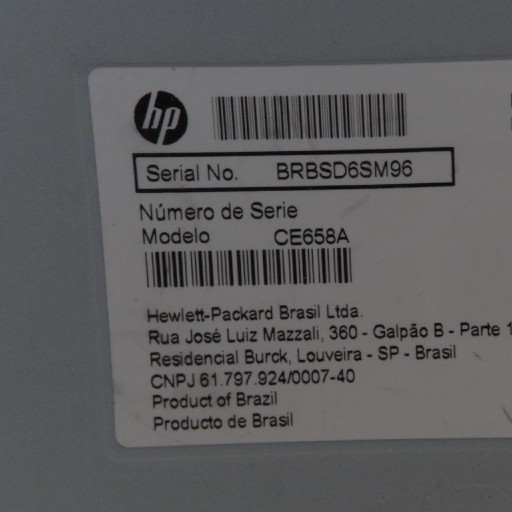 hp
Serial No. BRBSD6SM96
Número de Serie
Modelo CE658A
Hewlett-Packard Brasil Ltda.
Rua José Luiz Mazzali, 360 - Galpão B - Parte 1
Residencial Burck, Louveira - SP - Brasil
CNPJ 61.797.924/0007-40
Product of Brazil
Producto de Brasil